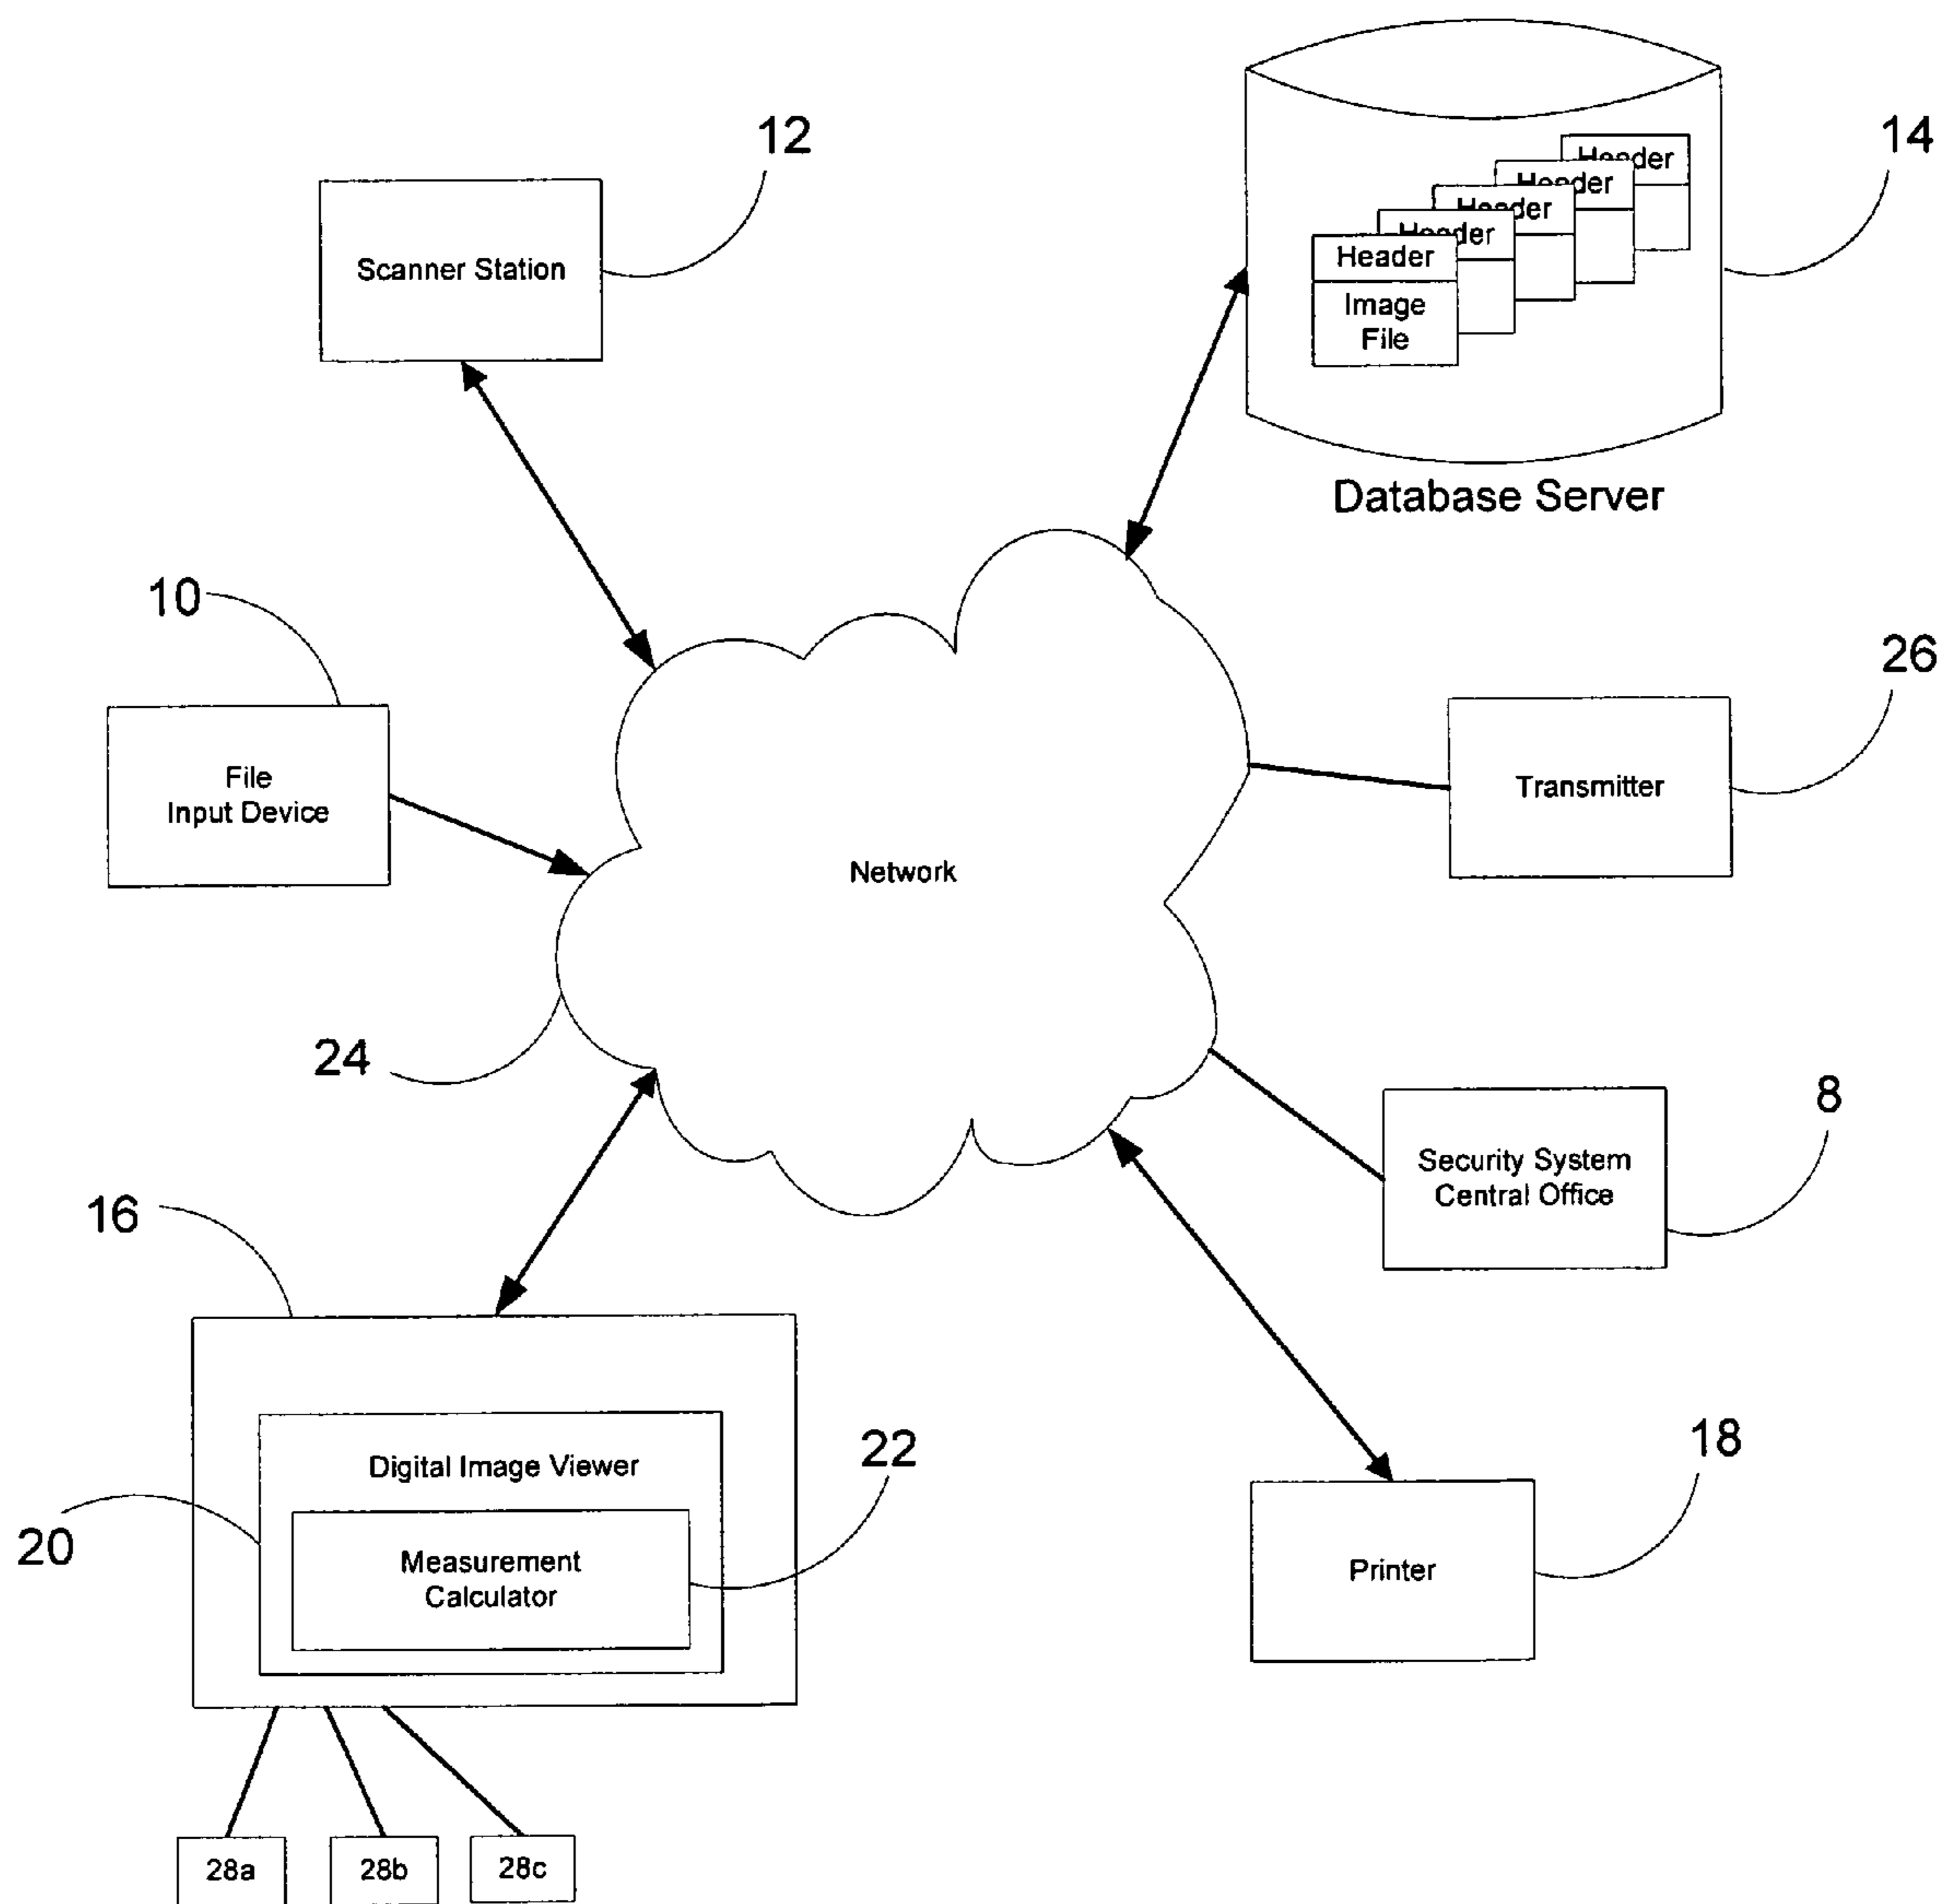 12
Scanner Station
14
Header
Header
Header
Header
Header
Image
File
Database Server
10
File
Input Device
Network
26
Transmitter
24
8
Security System
Central Office
16
Digital Image Viewer
22
20
Measurement
Calculator
18
Printer
28a
28b
28c